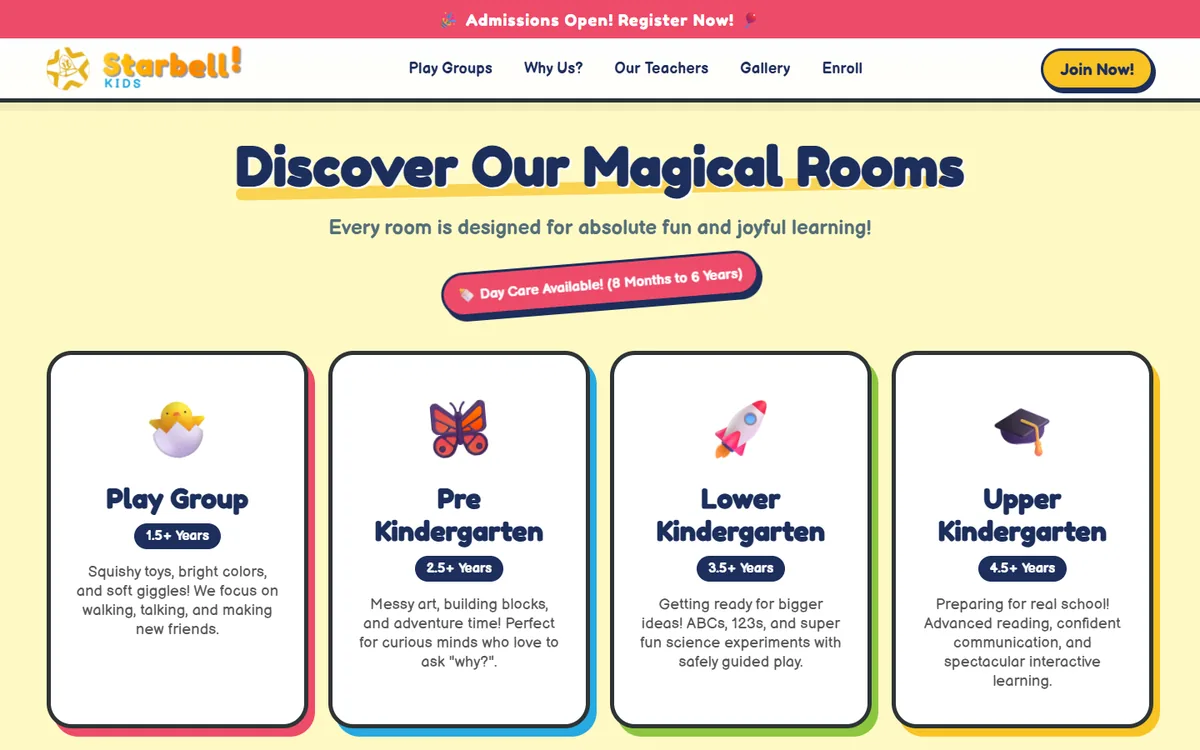 🎉 Admissions Open! Register Now! 🎈
Starbell!
KIDS
Play Groups
Why Us?
Our Teachers
Gallery
Enroll
Join Now!
Discover Our Magical Rooms
Every room is designed for absolute fun and joyful learning!
🍼 Day Care Available! (8 Months to 6 Years)
Play Group
1.5+ Years
Squishy toys, bright colors,
and soft giggles! We focus on
walking, talking, and making
new friends.
Pre
Kindergarten
2.5+ Years
Messy art, building blocks,
and adventure time! Perfect
for curious minds who love to
ask "why?".
Lower
Kindergarten
3.5+ Years
Getting ready for bigger
ideas! ABCs, 123s, and super
fun science experiments with
safely guided play.
Upper
Kindergarten
4.5+ Years
Preparing for real school!
Advanced reading, confident
communication, and
spectacular interactive
learning.